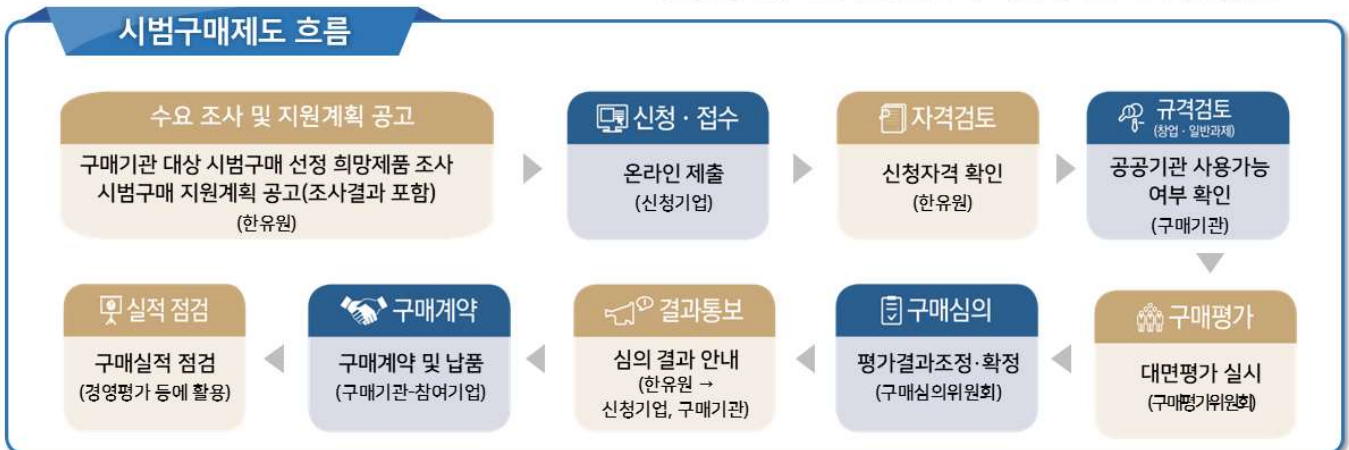 시범구매제도 흐름
수요 조사 및 지원계획 공고
구매기관 대상 시범구매 선정 희망제품 조사
시범구매 지원계획 공고(조사결과 포함)
(한유원)
신청 · 접수
온라인 제출
(신청기업)
자격검토
신청자격 확인
(한유원)
규격검토
(창업 · 일반과제)
공공기관 사용가능
여부 확인
(구매기관)
구매평가
대면평가 실시
(구매평가위원회)
구매심의
평가결과조정·확정
(구매심의위원회)
결과통보
심의 결과 안내
(한유원 →
신청기업, 구매기관)
구매계약
구매계약 및 납품
(구매기관-참여기업)
실적 점검
구매실적 점검
(경영평가 등에 활용)